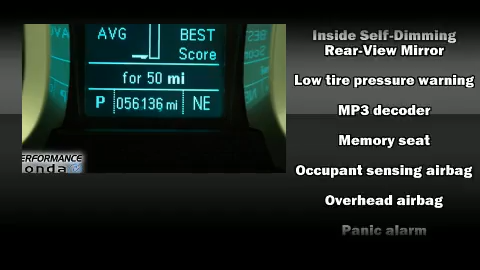 AVG
BEST
Score
for 50 mi
P 056136 mi NE
ERFORMANCE
onda
Inside Self-Dimming
Rear-View Mirror
Low tire pressure warning
MP3 decoder
Memory seat
Occupant sensing airbag
Overhead airbag
Panic alarm